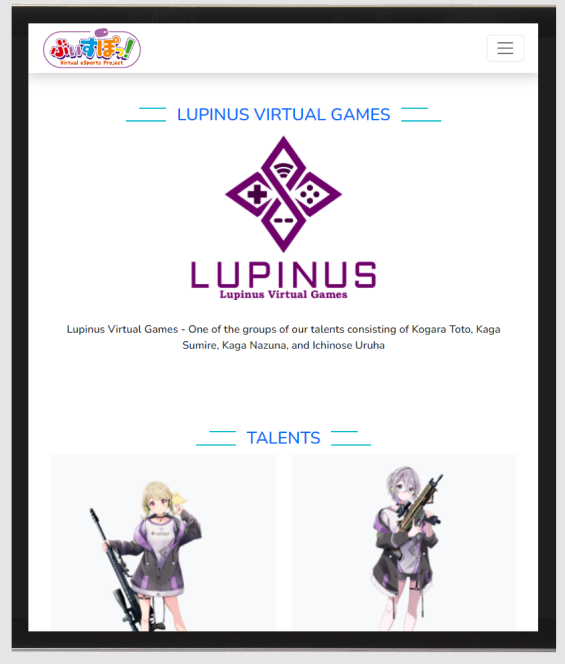 ぶいすぽっ!
Virtual eSports Project
LUPINUS VIRTUAL GAMES
LUPINUS
Lupinus Virtual Games
Lupinus Virtual Games - One of the groups of our talents consisting of Kogara Toto, Kaga
Sumire, Kaga Nazuna, and Ichinose Uruha
TALENTS